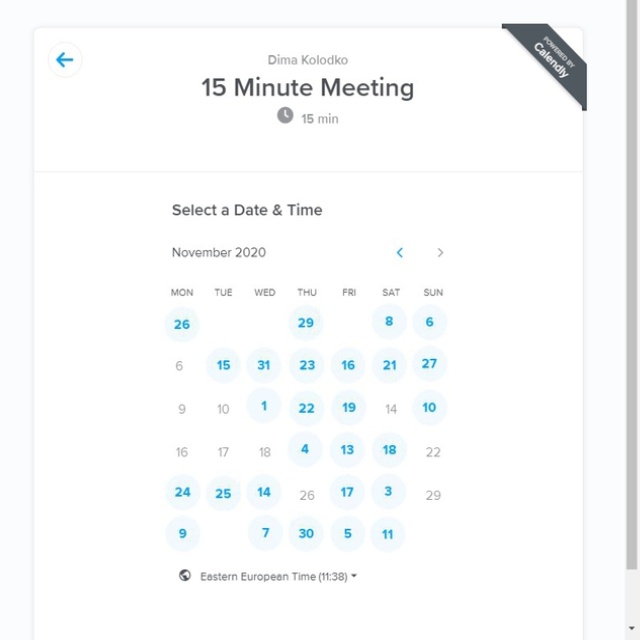 Dima Kolodko
15 Minute Meeting
15 min
POWERED BY
Calendly
Select a Date & Time
November 2020
MON TUE WED THU FRI SAT SUN
26 29 8 6
6 15 31 23 16 21 27
9 10 1 22 19 14 10
16 17 18 4 13 18 22
24 25 14 26 17 3 29
9 7 30 5 11
Eastern European Time (11:38)